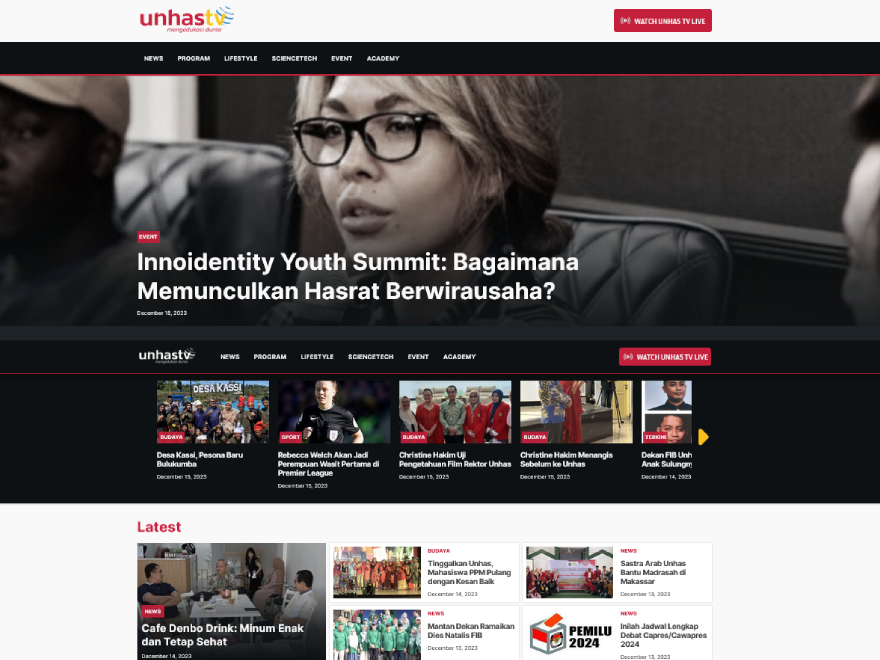 unhastv
mengedukasi dunia
WATCH UNHAS TV LIVE
NEWS PROGRAM LIFESTYLE SCIENCETECH EVENT ACADEMY
EVENT
Innoidentity Youth Summit: Bagaimana
Memunculkan Hasrat Berwirausaha?
December 18, 2023
unhastv
mengedukasi dunia
NEWS PROGRAM LIFESTYLE SCIENCETECH EVENT ACADEMY
WATCH UNHAS TV LIVE
DESA KASSI
BUDAYA
Desa Kassi, Pesona Baru
Bulukumba
December 15, 2023
SPORT
Rebecca Welch Akan Jadi
Perempuan Wasit Pertama di
Premier League
December 15, 2023
BUDAYA
Christine Hakim Uji
Pengetahuan Film Rektor Unhas
December 15, 2023
BUDAYA
Christine Hakim Menangis
Sebelum ke Unhas
December 15, 2023
TERKINI
Dekan FIB Unh
Anak Sulungny
December 14, 2023
Latest
NEWS
Cafe Denbo Drink: Minum Enak
dan Tetap Sehat
December 14, 2023
BUDAYA
Tinggalkan Unhas,
Mahasiswa PPM Pulang
dengan Kesan Baik
December 14, 2023
NEWS
Sastra Arab Unhas
Bantu Madrasah di
Makassar
December 13, 2023
NEWS
Mantan Dekan Ramaikan
Dies Natalis FIB
December 13, 2023
PEMILU
2024
NEWS
Inilah Jadwal Lengkap
Debat Capres/Cawapres
2024
December 13, 2023